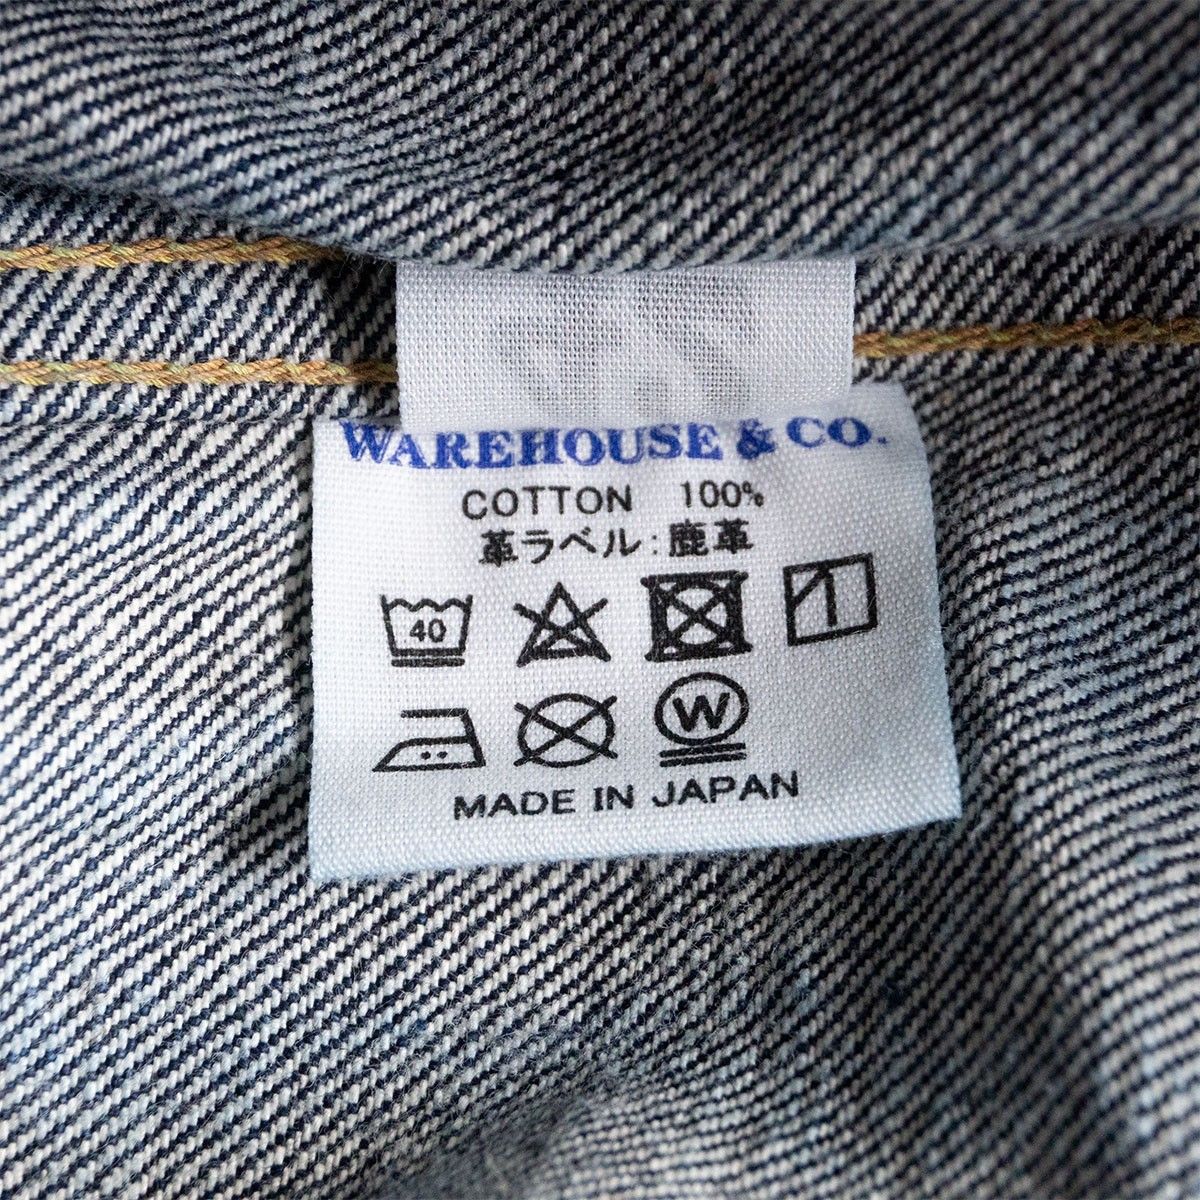 WAREHOUSE & CO.
COTTON 100%
革ラベル:鹿革
40
W
MADE IN JAPAN